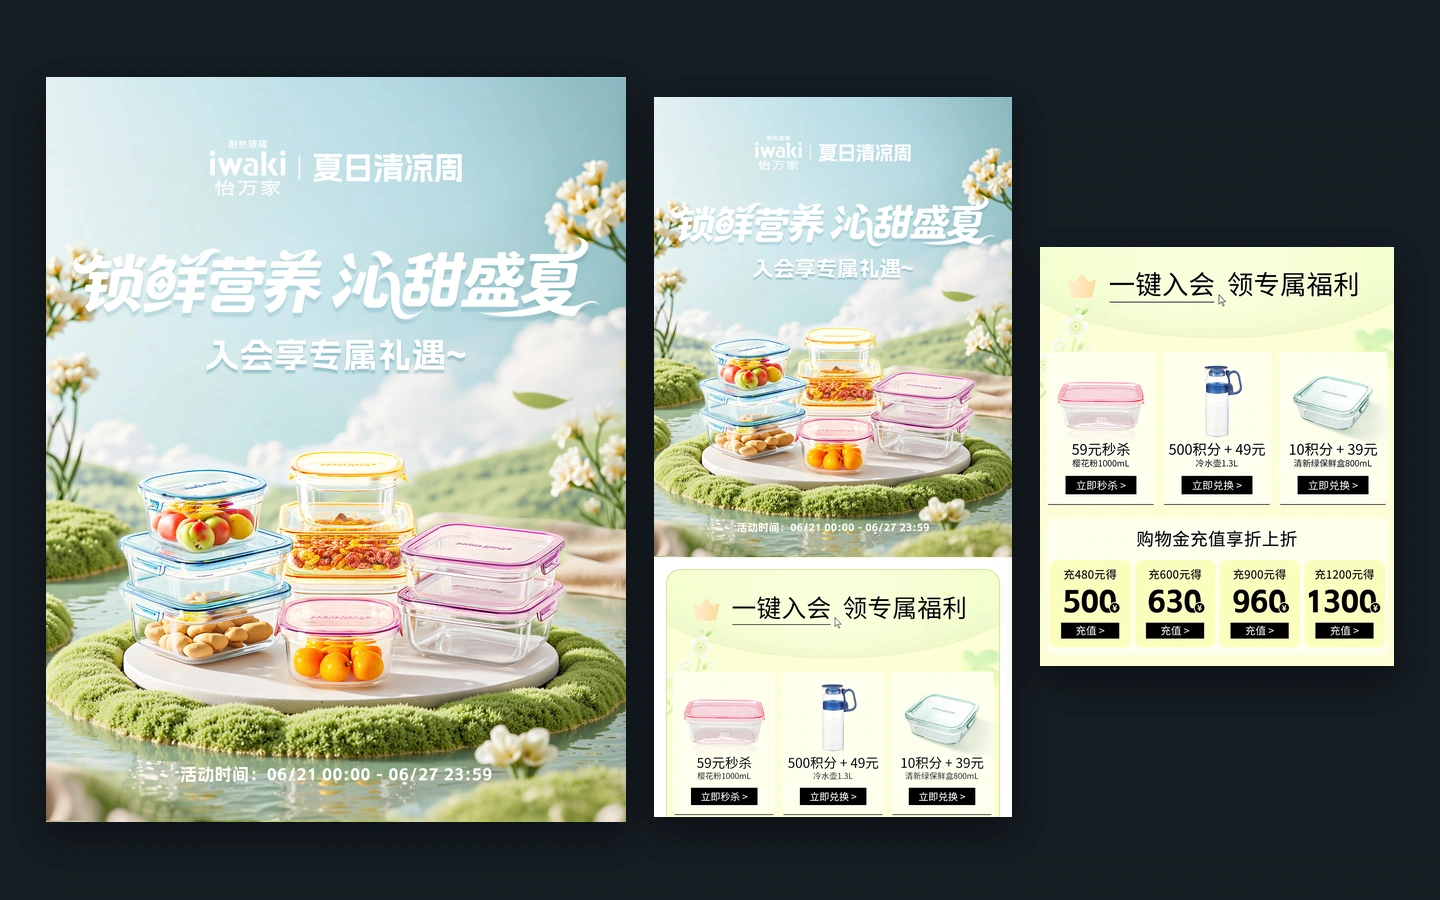 耐热玻璃
iwaki
怡万家
夏日清凉周
锁鲜营养 沁甜盛夏
入会享专属礼遇~
活动时间：06/21 00:00 - 06/27 23:59
耐热玻璃
iwaki
怡万家
夏日清凉周
锁鲜营养 沁甜盛夏
入会享专属礼遇~
活动时间：06/21 00:00 - 06/27 23:59
一键入会 领专属福利
59元秒杀
樱花粉1000mL
立即秒杀 >
500积分 + 49元
冷水壶1.3L
立即兑换 >
10积分 + 39元
清新绿保鲜盒800mL
立即兑换 >
一键入会 领专属福利
59元秒杀
樱花粉1000mL
立即秒杀 >
500积分 + 49元
冷水壶1.3L
立即兑换 >
10积分 + 39元
清新绿保鲜盒800mL
立即兑换 >
购物金充值享折上折
充480元得
500¥
充值 >
充600元得
630¥
充值 >
充900元得
960¥
充值 >
充1200元得
1300¥
充值 >